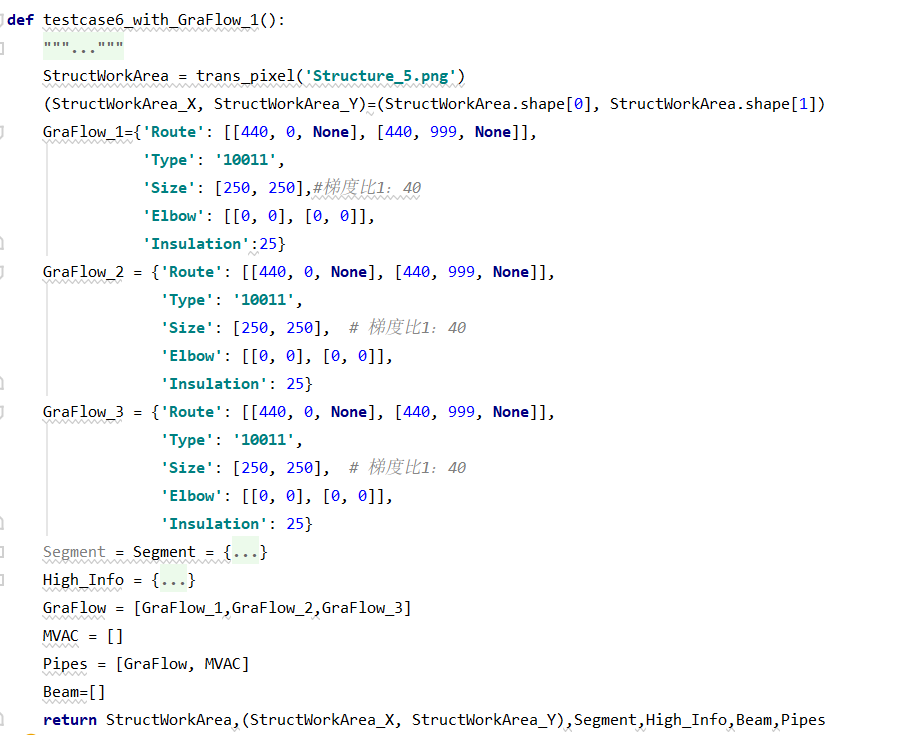 def testcase6_with_GraFlow_1():
    """..."""
    StructWorkArea = trans_pixel('Structure_5.png')
    (StructWorkArea_X, StructWorkArea_Y)=(StructWorkArea.shape[0], StructWorkArea.shape[1])
    GraFlow_1={'Route': [[440, 0, None], [440, 999, None]],
               'Type': '10011',
               'Size': [250, 250],#梯度比1：40
               'Elbow': [[0, 0], [0, 0]],
               'Insulation':25}
    GraFlow_2 = {'Route': [[440, 0, None], [440, 999, None]],
                 'Type': '10011',
                 'Size': [250, 250],  # 梯度比1：40
                 'Elbow': [[0, 0], [0, 0]],
                 'Insulation': 25}
    GraFlow_3 = {'Route': [[440, 0, None], [440, 999, None]],
                 'Type': '10011',
                 'Size': [250, 250],  # 梯度比1：40
                 'Elbow': [[0, 0], [0, 0]],
                 'Insulation': 25}
    Segment = Segment = {...}
    High_Info = {...}
    GraFlow = [GraFlow_1,GraFlow_2,GraFlow_3]
    MVAC = []
    Pipes = [GraFlow, MVAC]
    Beam=[]
    return StructWorkArea,(StructWorkArea_X, StructWorkArea_Y),Segment,High_Info,Beam,Pipes